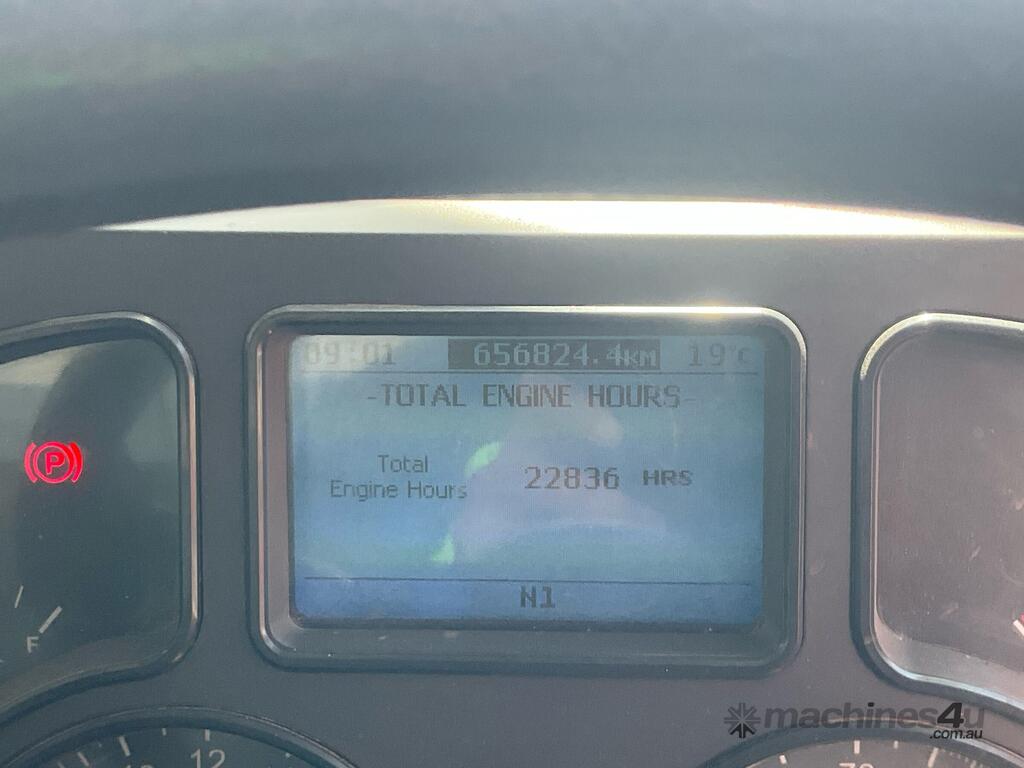 09:01 656824.4KM 19°C
-TOTAL ENGINE HOURS-
Total
Engine Hours
22836 HRS
N1
P
F
12
machines4u
.com.au